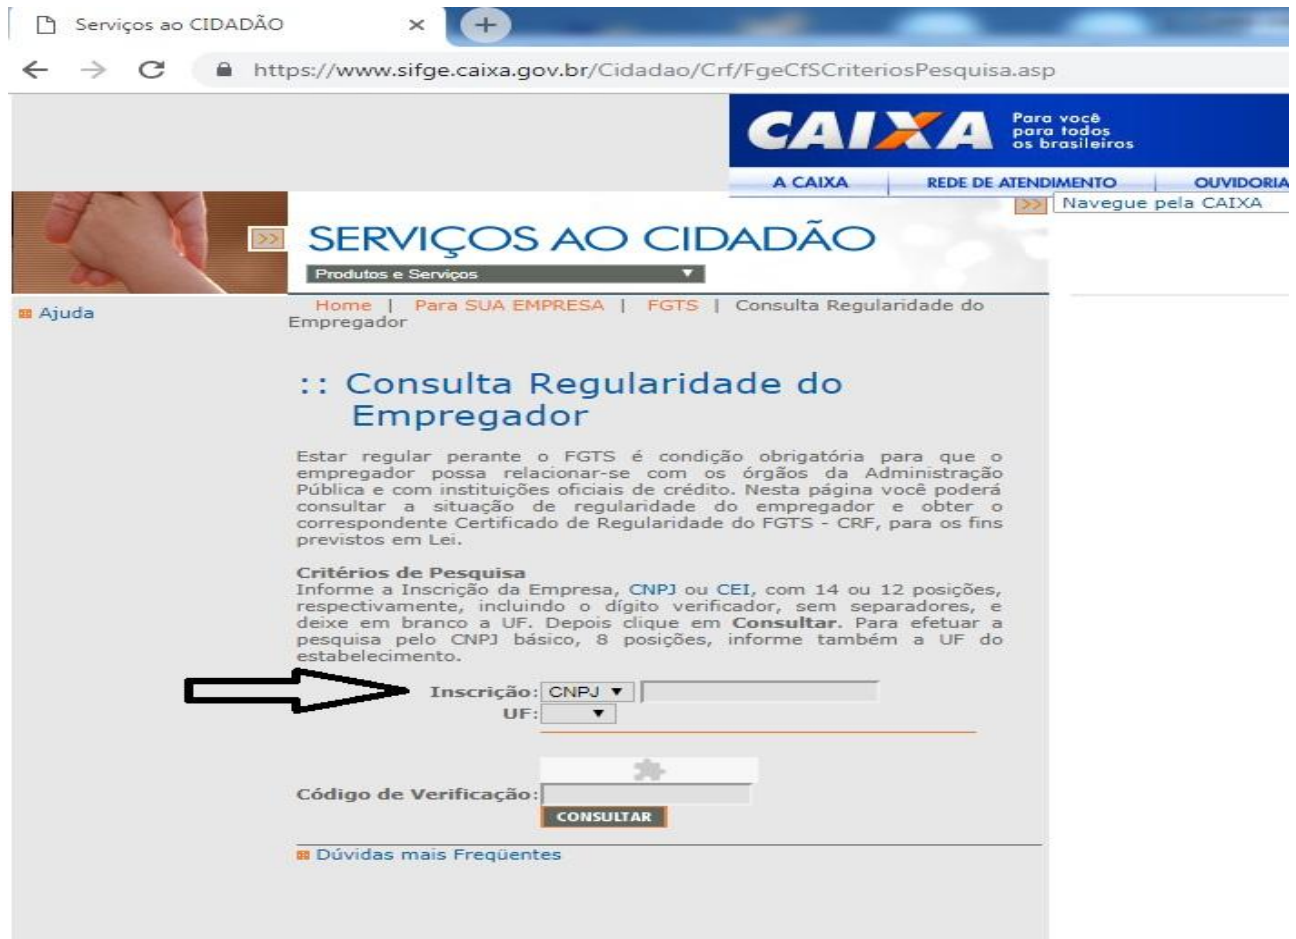 Serviços ao CIDADÃO
https://www.sifge.caixa.gov.br/Cidadao/Crf/FgeCfSCriteriosPesquisa.asp
CAIXA
Para você
para todos
os brasileiros
A CAIXA
REDE DE ATENDIMENTO
OUVIDORIA
Navegue pela CAIXA
SERVIÇOS AO CIDADÃO
Produtos e Serviços
Ajuda
Home | Para SUA EMPRESA | FGTS | Consulta Regularidade do
Empregador
:: Consulta Regularidade do
Empregador
Estar regular perante o FGTS é condição obrigatória para que o
empregador possa relacionar-se com os órgãos da Administração
Pública e com instituições oficiais de crédito. Nesta página você poderá
consultar a situação de regularidade do empregador e obter o
correspondente Certificado de Regularidade do FGTS - CRF, para os fins
previstos em Lei.
Critérios de Pesquisa
Informe a Inscrição da Empresa, CNPJ ou CEI, com 14 ou 12 posições,
respectivamente, incluindo o dígito verificador, sem separadores, e
deixe em branco a UF. Depois clique em Consultar. Para efetuar a
pesquisa pelo CNPJ básico, 8 posições, informe também a UF do
estabelecimento.
Inscrição: CNPJ
UF:
Código de Verificação:
CONSULTAR
Dúvidas mais Freqüentes